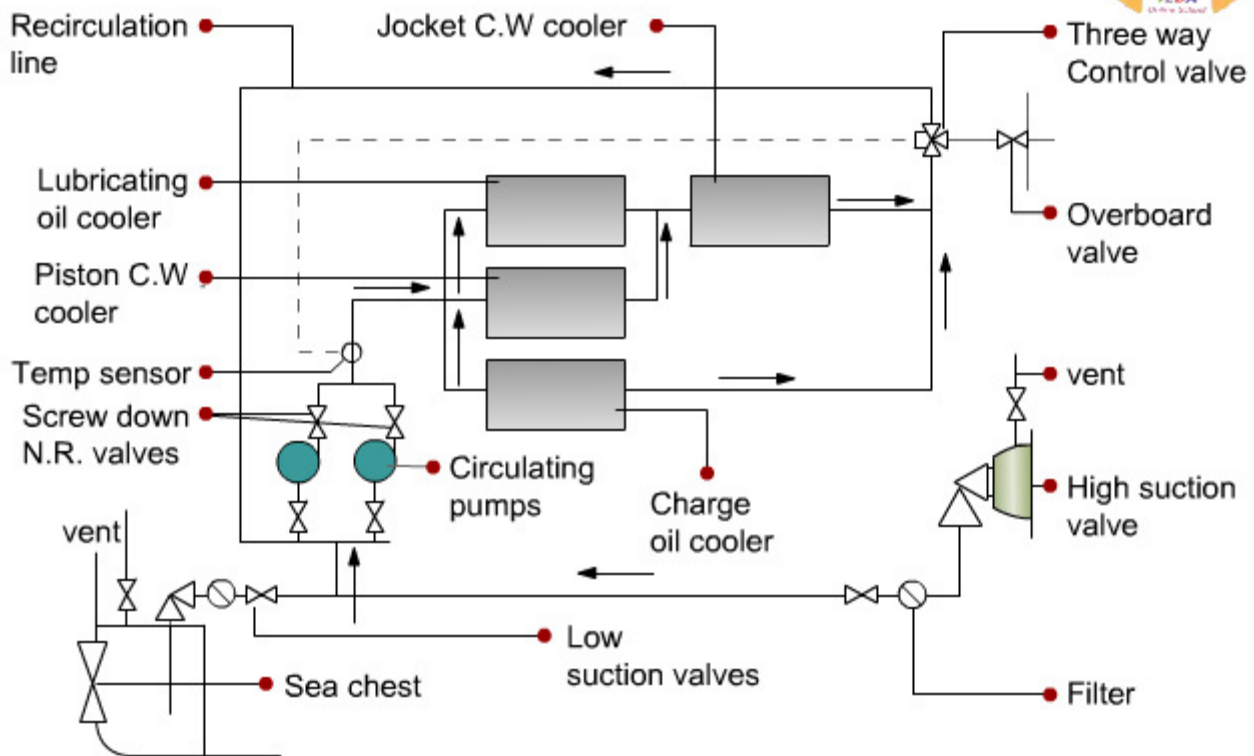 Recirulation
line
Jocket C.W cooler
Three way
Control valve
Lubricating
oil cooler
Overboard
valve
Piston C.W
cooler
Temp sensor
vent
Screw down
N.R. valves
Circulating
pumps
High suction
valve
Charge
oil cooler
vent
Low
suction valves
Sea chest
Filter